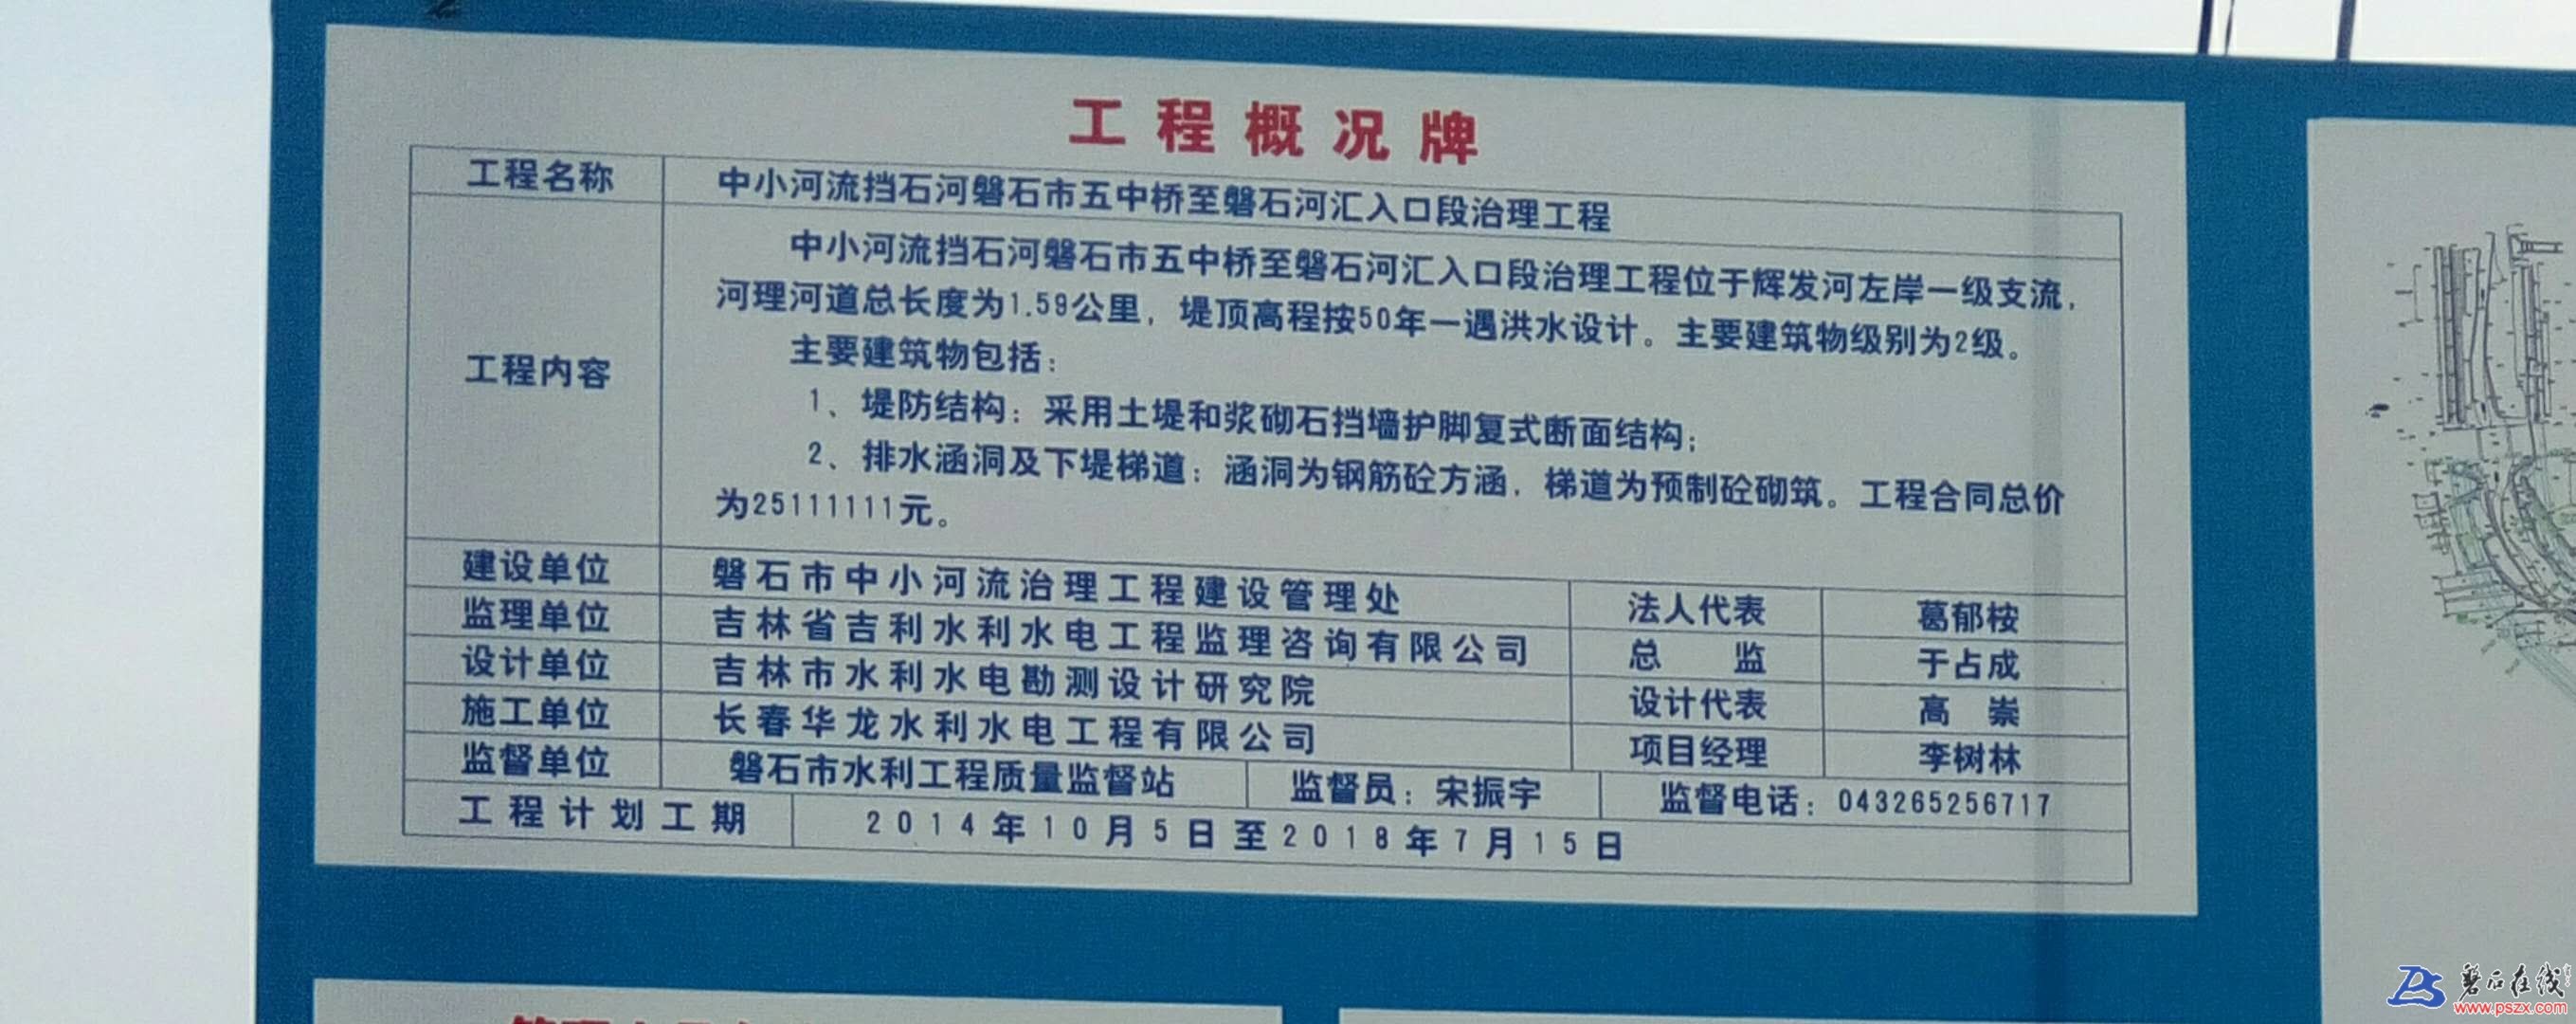 工程概况牌
工程名称 中小河流挡石河磐石市五中桥至磐石河汇入口段治理工程
工程内容
中小河流挡石河磐石市五中桥至磐石河汇入口段治理工程位于辉发河左岸一级支流,
河理河道总长度为1.59公里,堤顶高程按50年一遇洪水设计。主要建筑物级别为2级。
主要建筑物包括:
1、堤防结构:采用土堤和浆砌石挡墙护脚复式断面结构;
2、排水涵洞及下堤梯道:涵洞为钢筋砼方涵,梯道为预制砼砌筑。工程合同总价
为25111111元。
建设单位 磐石市中小河流治理工程建设管理处 法人代表 葛郁桉
监理单位 吉林省吉利水利水电工程监理咨询有限公司 总 监 于占成
设计单位 吉林市水利水电勘测设计研究院 设计代表 高 崇
施工单位 长春华龙水利水电工程有限公司 项目经理 李树林
监督单位 磐石市水利工程质量监督站 监督员:宋振宇 监督电话:043265256717
工程计划工期 2014年10月5日至2018年7月15日
磐石在线
www.pszx.com